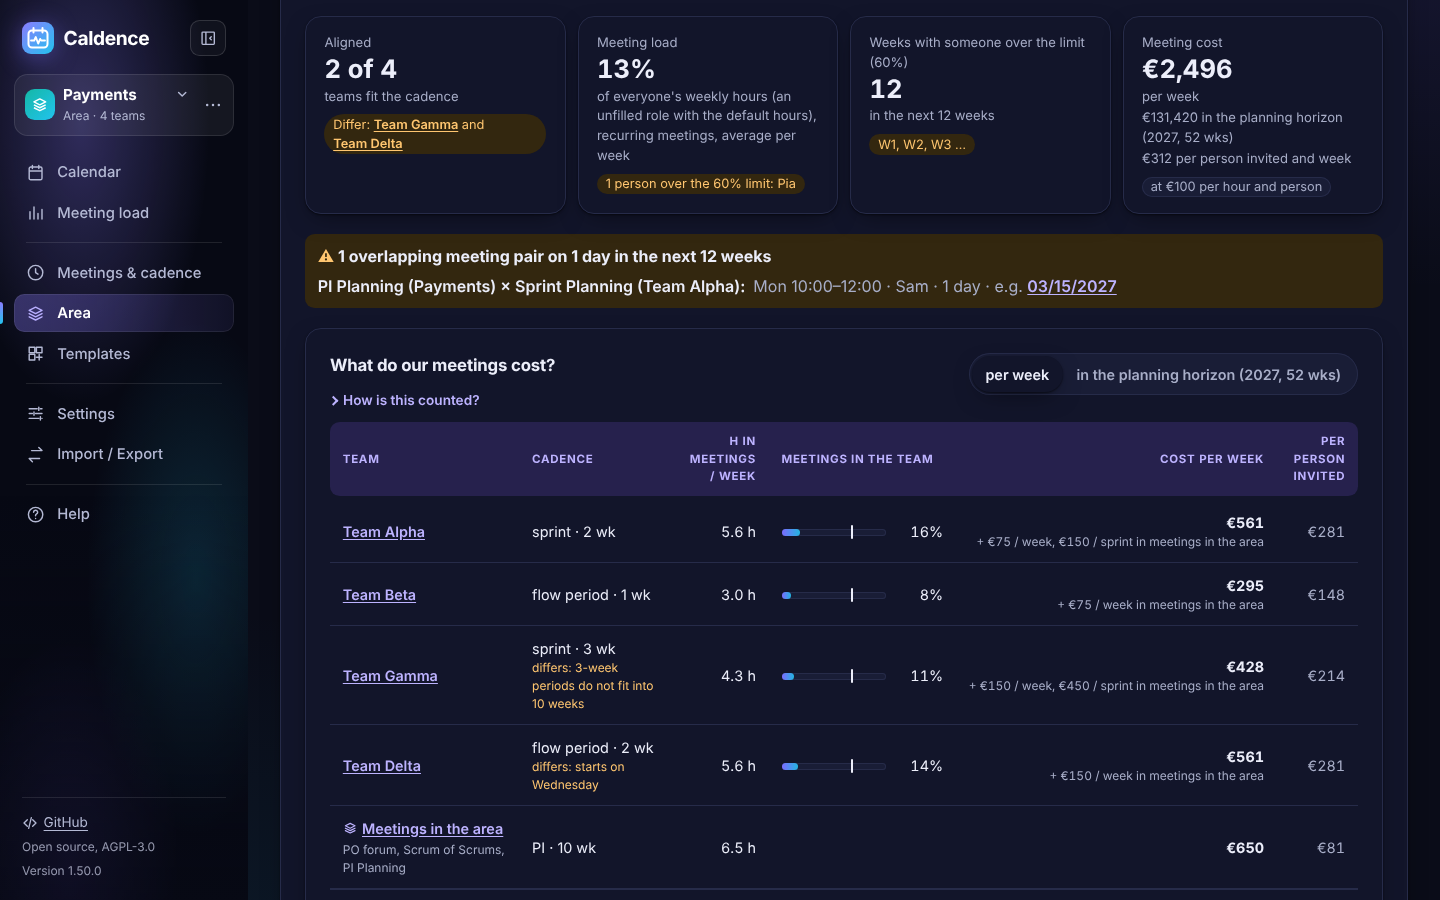 Caldence
Payments
Area · 4 teams
Calendar
Meeting load
Meetings & cadence
Area
Templates
Settings
Import / Export
Help
GitHub
Open source, AGPL-3.0
Version 1.50.0
Aligned
2 of 4
teams fit the cadence
Differ: Team Gamma and
Team Delta
Meeting load
13%
of everyone's weekly hours (an
unfilled role with the default hours),
recurring meetings, average per
week
1 person over the 60% limit: Pia
Weeks with someone over the limit
(60%)
12
in the next 12 weeks
W1, W2, W3 ...
Meeting cost
€2,496
per week
€131,420 in the planning horizon
(2027, 52 wks)
€312 per person invited and week
at €100 per hour and person
1 overlapping meeting pair on 1 day in the next 12 weeks
PI Planning (Payments) × Sprint Planning (Team Alpha): Mon 10:00–12:00 · Sam · 1 day · e.g. 03/15/2027
What do our meetings cost?
per week in the planning horizon (2027, 52 wks)
How is this counted?
TEAM CADENCE H IN MEETINGS / WEEK MEETINGS IN THE TEAM COST PER WEEK PER PERSON INVITED
Team Alpha sprint · 2 wk 5.6 h 16% €561 €281
+ €75 / week, €150 / sprint in meetings in the area
Team Beta flow period · 1 wk 3.0 h 8% €295 €148
+ €75 / week in meetings in the area
Team Gamma sprint · 3 wk 4.3 h 11% €428 €214
differs: 3-week
periods do not fit into
10 weeks
+ €150 / week, €450 / sprint in meetings in the area
Team Delta flow period · 2 wk 5.6 h 14% €561 €281
differs: starts on
Wednesday
+ €150 / week in meetings in the area
Meetings in the area PI · 10 wk 6.5 h €650 €81
PO forum, Scrum of Scrums,
PI Planning